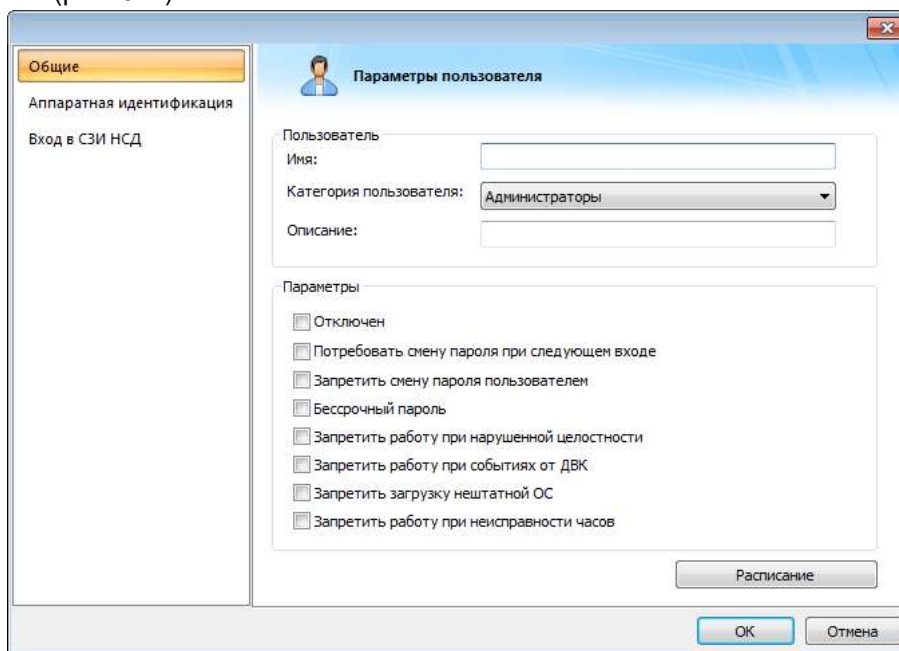 Общие
Аппаратная идентификация
Вход в СЗИ НСД
Параметры пользователя
Пользователь
Имя:
Категория пользователя:
Администраторы
Описание:
Параметры
Отключен
Потребовать смену пароля при следующем входе
Запретить смену пароля пользователем
Бессрочный пароль
Запретить работу при нарушенной целостности
Запретить работу при событиях от ДВК
Запретить загрузку нештатной ОС
Запретить работу при неисправности часов
Расписание
ОК
Отмена